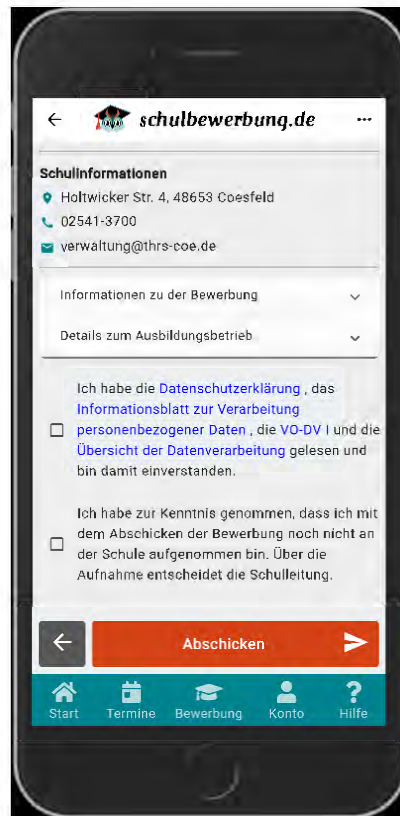 schulbewerbung.de
Schulinformationen
Holtwicker Str. 4, 48653 Coesfeld
02541-3700
verwaltung@thrs-coe.de
Informationen zu der Bewerbung
Details zum Ausbildungsbetrieb
Ich habe die Datenschutzerklärung , das
Informationsblatt zur Verarbeitung
personenbezogener Daten , die VO-DV I und die
Übersicht der Datenverarbeitung gelesen und
bin damit einverstanden.
Ich habe zur Kenntnis genommen, dass ich mit
dem Abschicken der Bewerbung noch nicht an
der Schule aufgenommen bin. Über die
Aufnahme entscheidet die Schulleitung.
Abschicken
Start Termine Bewerbung Konto Hilfe